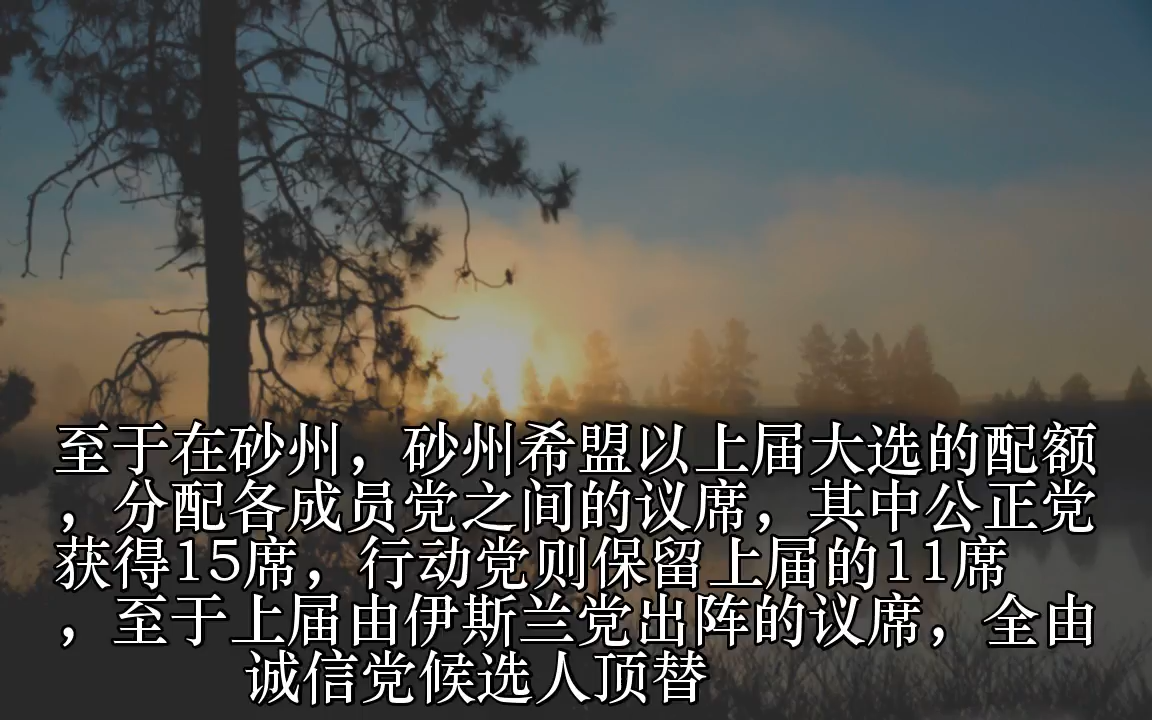 至于在砂州，砂州希盟以上届大选的配额
，分配各成员党之间的议席，其中公正党
获得15席，行动党则保留上届的11席
，至于上届由伊斯兰党出阵的议席，全由
诚信党候选人顶替